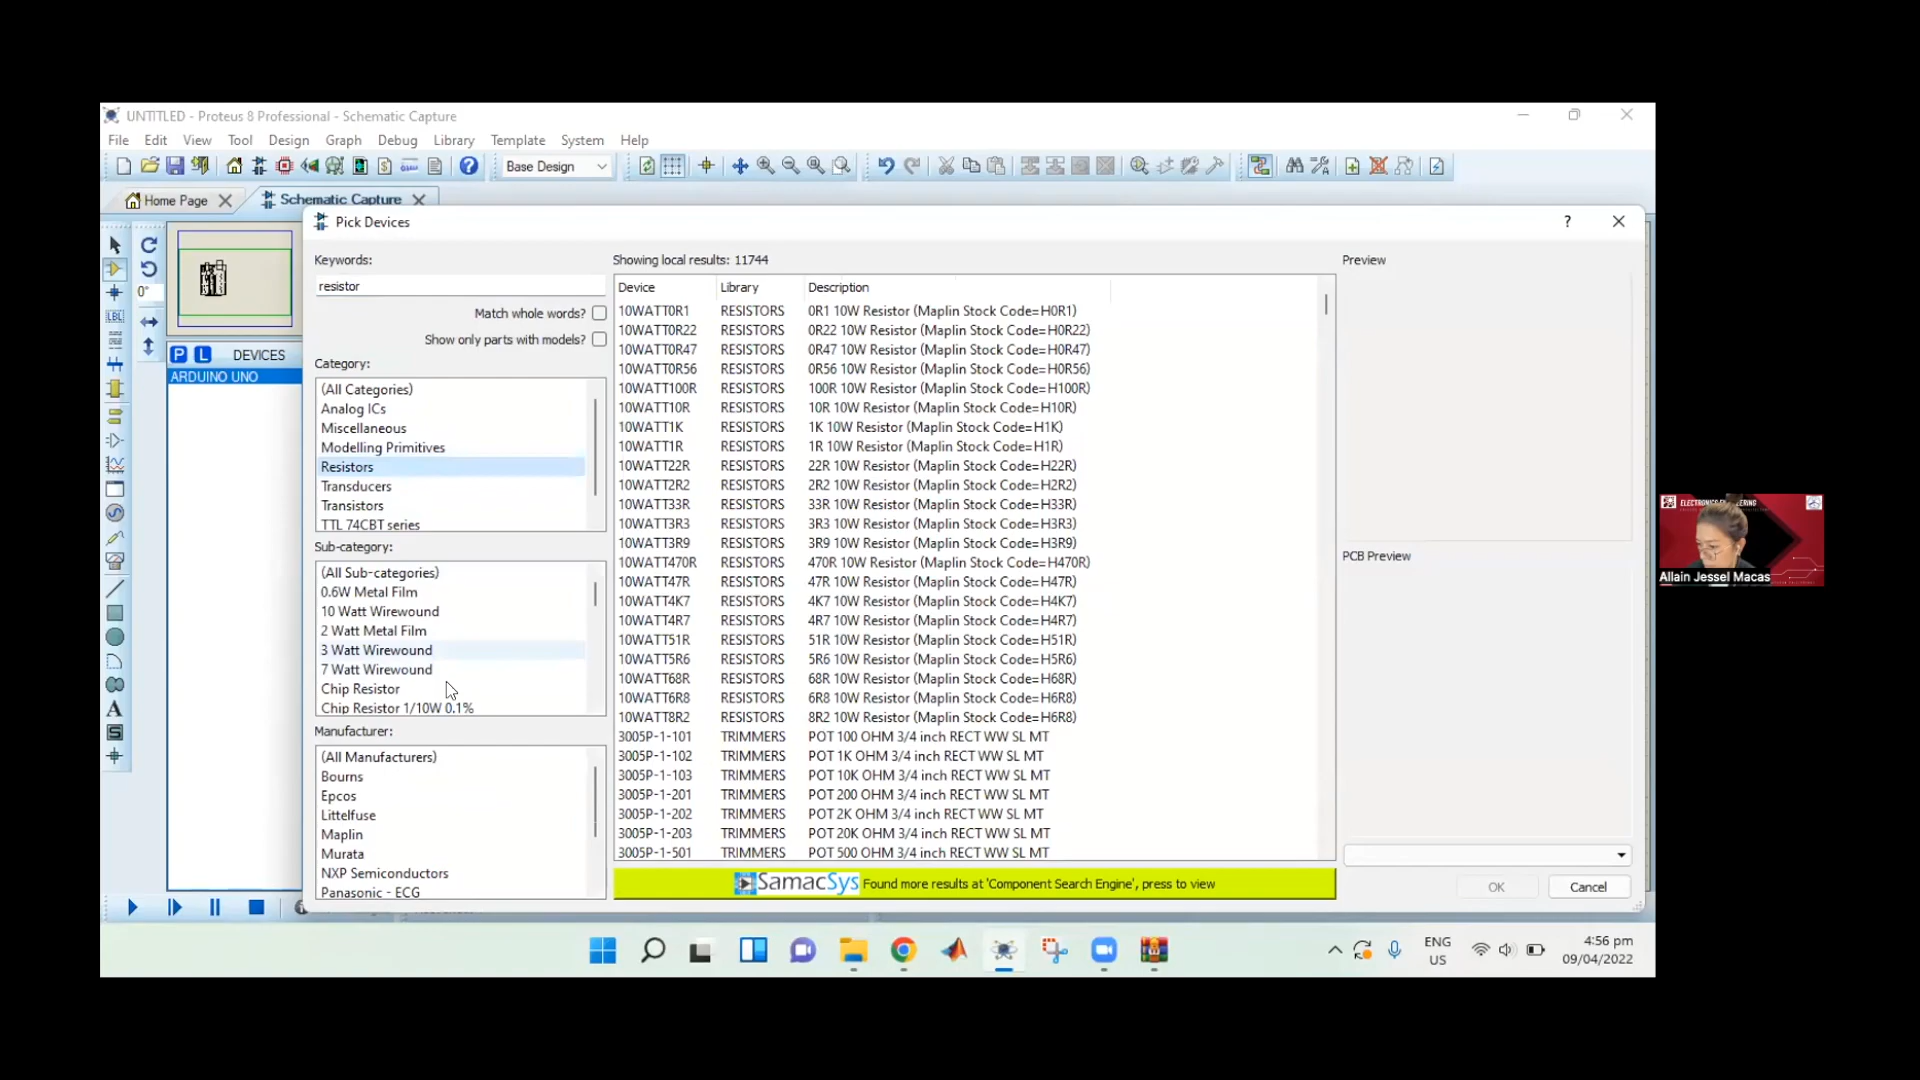 UNTITLED - Proteus 8 Professional - Schematic Capture
File Edit View Tool Design Graph Debug Library Template System Help
Base Design
Home Page
Schematic Capture
Pick Devices
?
Keywords:
resistor
Match whole words?
Show only parts with models?
Category:
(All Categories)
Analog ICs
Miscellaneous
Modelling Primitives
Resistors
Transducers
Transistors
TTL 74CBT series
Sub-category:
(All Sub-categories)
0.6W Metal Film
10 Watt Wirewound
2 Watt Metal Film
3 Watt Wirewound
7 Watt Wirewound
Chip Resistor
Chip Resistor 1/10W 0.1%
Manufacturer:
(All Manufacturers)
Bourns
Epcos
Littelfuse
Maplin
Murata
NXP Semiconductors
Panasonic - ECG
Showing local results: 11744
Device Library Description
10WATT0R1 RESISTORS 0R1 10W Resistor (Maplin Stock Code=H0R1)
10WATT0R22 RESISTORS 0R22 10W Resistor (Maplin Stock Code=H0R22)
10WATT0R47 RESISTORS 0R47 10W Resistor (Maplin Stock Code=H0R47)
10WATT0R56 RESISTORS 0R56 10W Resistor (Maplin Stock Code=H0R56)
10WATT100R RESISTORS 100R 10W Resistor (Maplin Stock Code=H100R)
10WATT10R RESISTORS 10R 10W Resistor (Maplin Stock Code=H10R)
10WATT1K RESISTORS 1K 10W Resistor (Maplin Stock Code=H1K)
10WATT1R RESISTORS 1R 10W Resistor (Maplin Stock Code=H1R)
10WATT22R RESISTORS 22R 10W Resistor (Maplin Stock Code=H22R)
10WATT2R2 RESISTORS 2R2 10W Resistor (Maplin Stock Code=H2R2)
10WATT33R RESISTORS 33R 10W Resistor (Maplin Stock Code=H33R)
10WATT3R3 RESISTORS 3R3 10W Resistor (Maplin Stock Code=H3R3)
10WATT3R9 RESISTORS 3R9 10W Resistor (Maplin Stock Code=H3R9)
10WATT470R RESISTORS 470R 10W Resistor (Maplin Stock Code=H470R)
10WATT47R RESISTORS 47R 10W Resistor (Maplin Stock Code=H47R)
10WATT4K7 RESISTORS 4K7 10W Resistor (Maplin Stock Code=H4K7)
10WATT4R7 RESISTORS 4R7 10W Resistor (Maplin Stock Code=H4R7)
10WATT51R RESISTORS 51R 10W Resistor (Maplin Stock Code=H51R)
10WATT5R6 RESISTORS 5R6 10W Resistor (Maplin Stock Code=H5R6)
10WATT68R RESISTORS 68R 10W Resistor (Maplin Stock Code=H68R)
10WATT6R8 RESISTORS 6R8 10W Resistor (Maplin Stock Code=H6R8)
10WATT8R2 RESISTORS 8R2 10W Resistor (Maplin Stock Code=H6R8)
3005P-1-101 TRIMMERS POT 100 OHM 3/4 inch RECT WW SL MT
3005P-1-102 TRIMMERS POT 1K OHM 3/4 inch RECT WW SL MT
3005P-1-103 TRIMMERS POT 10K OHM 3/4 inch RECT WW SL MT
3005P-1-201 TRIMMERS POT 200 OHM 3/4 inch RECT WW SL MT
3005P-1-202 TRIMMERS POT 2K OHM 3/4 inch RECT WW SL MT
3005P-1-203 TRIMMERS POT 20K OHM 3/4 inch RECT WW SL MT
3005P-1-501 TRIMMERS POT 500 OHM 3/4 inch RECT WW SL MT
SamacSys Found more results at 'Component Search Engine', press to view
Preview
PCB Preview
OK
Cancel
0°
LBL
P L DEVICES
ARDUINO UNO
A
S
ENG
US
4:56 pm
09/04/2022
Allain Jessel Macas